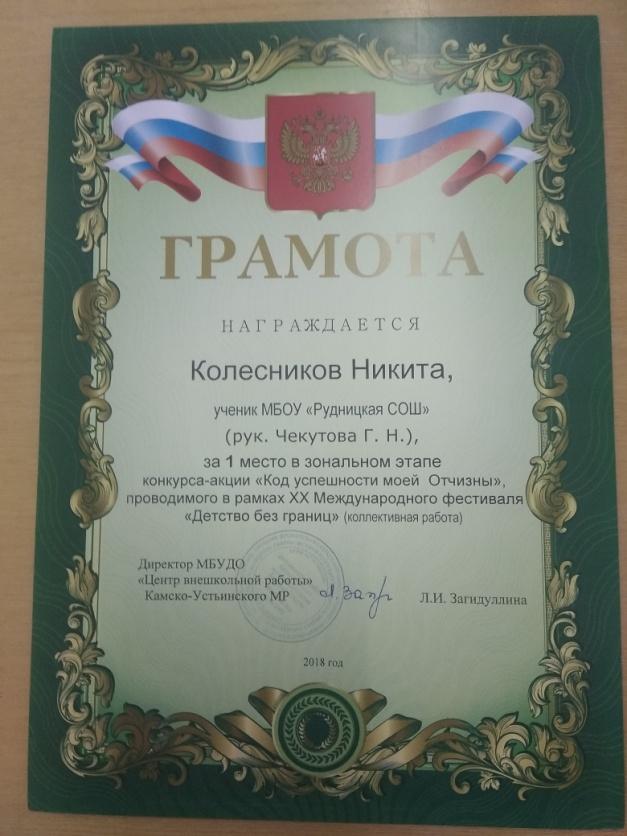 ГРАМОТА
НАГРАЖДАЕТСЯ
Колесников Никита,
ученик МБОУ «Рудницкая СОШ»
(рук. Чекутова Г. Н.),
за 1 место в зональном этапе
конкурса-акции «Код успешности моей Отчизны»,
проводимого в рамках XX Международного фестиваля
«Детство без границ» (коллективная работа)
Директор МБУДО
«Центр внешкольной работы»
Камско-Устьинского МР
Л.И. Загидуллина
2018 год